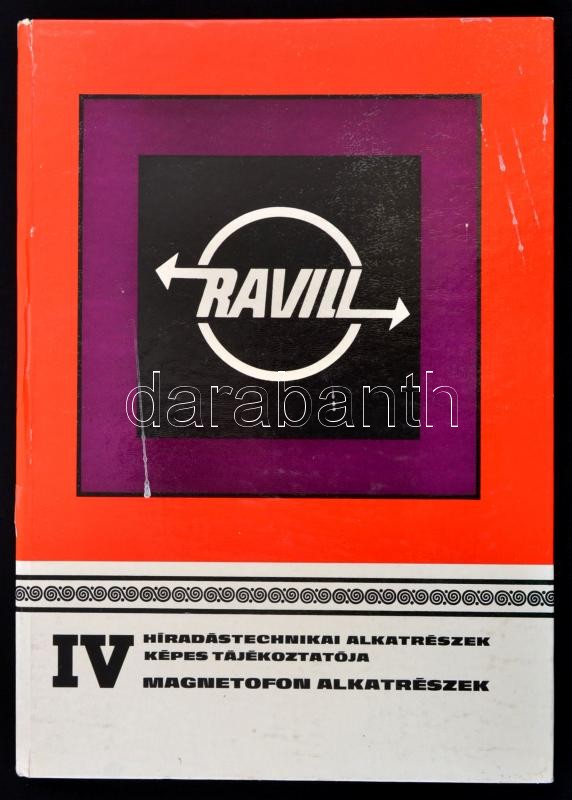 RAVILL
darabanth
IV
HÍRADÁSTECHNIKAI ALKATRÉSZEK
KÉPES TÁJÉKOZTATÓJA
MAGNETOFON ALKATRÉSZEK